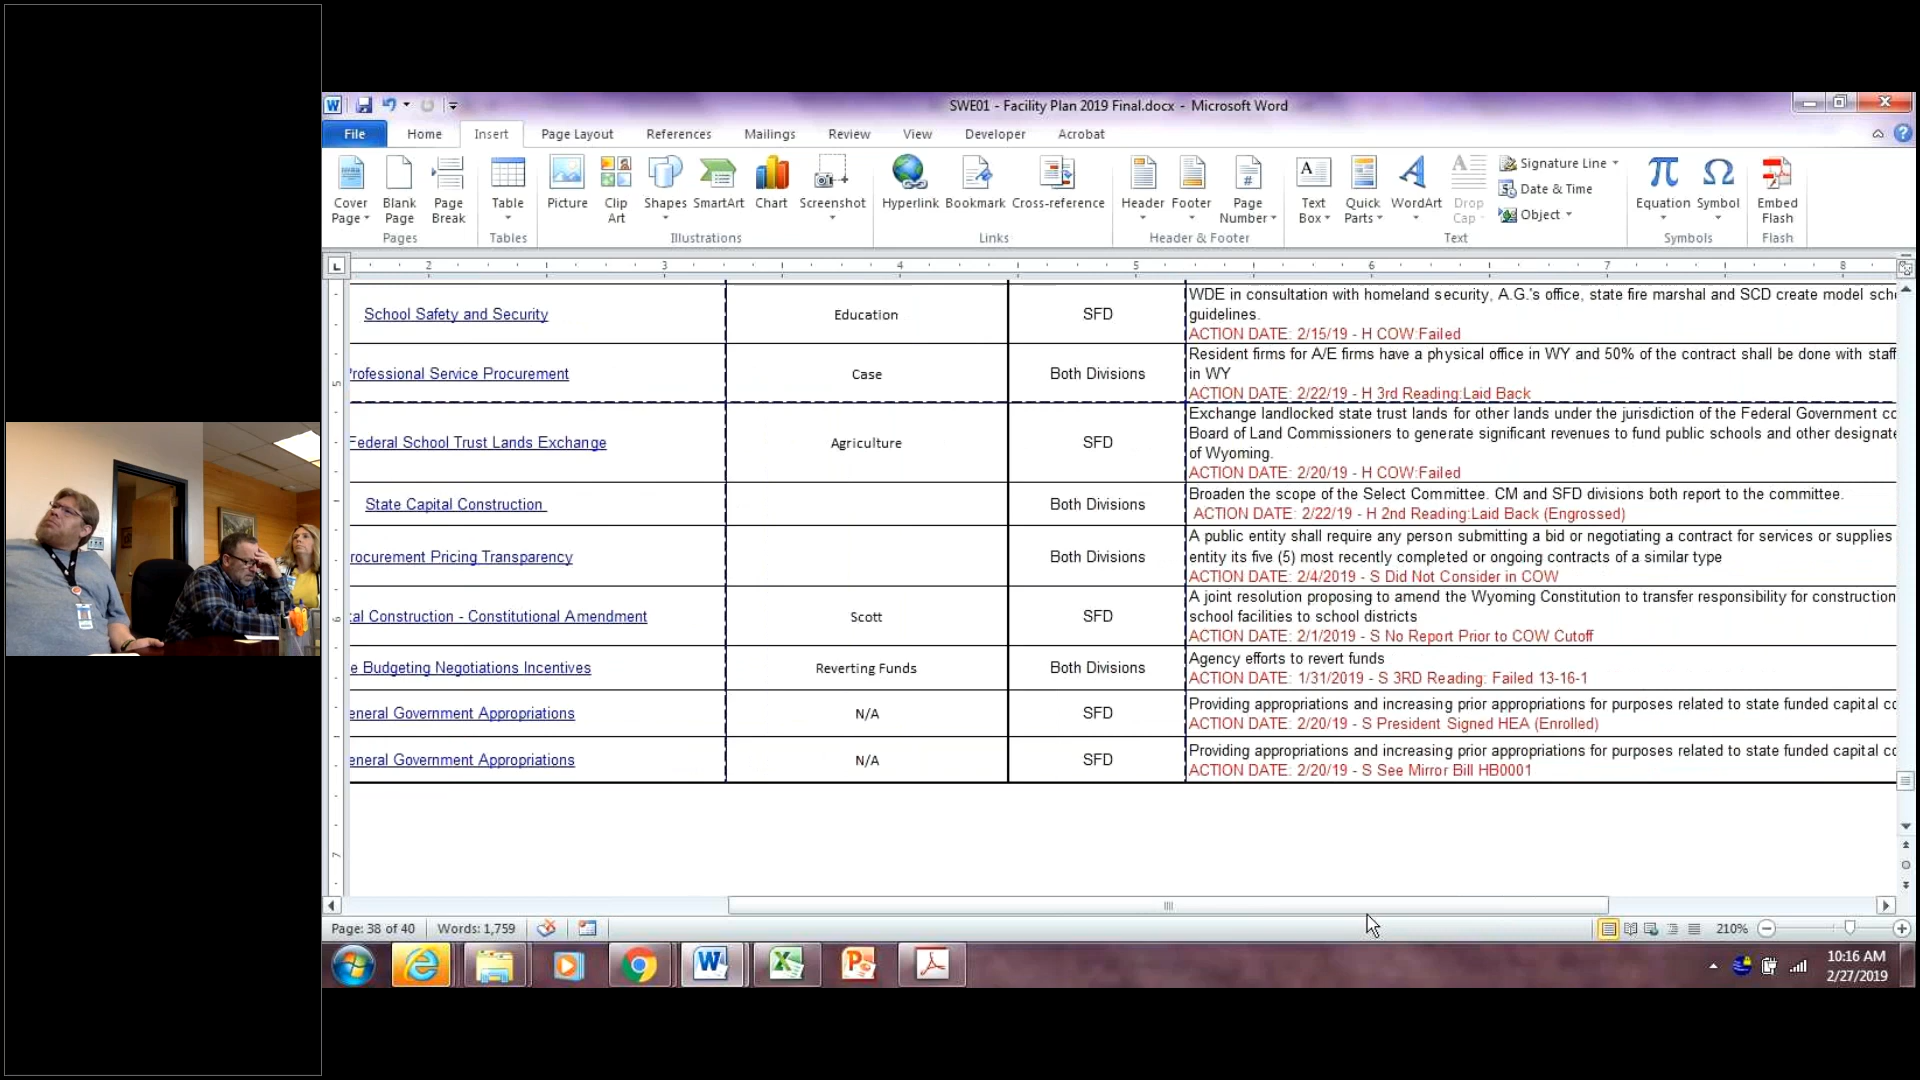 SWE01 - Facility Plan 2019 Final.docx - Microsoft Word
File Home Insert Page Layout References Mailings Review View Developer Acrobat
Cover Page
Blank Page
Page Break
Table
Picture
Clip Art
Shapes
SmartArt
Chart
Screenshot
Hyperlink
Bookmark
Cross-reference
Header
Footer
Page Number
Text Box
Quick Parts
WordArt
Drop Cap
Signature Line
Date & Time
Object
Equation
Symbol
Embed Flash
Pages Tables Illustrations Links Header & Footer Text Symbols Flash
2 3 4 5 6 7 8
School Safety and Security Education SFD
WDE in consultation with homeland security, A.G.'s office, state fire marshal and SCD create model sch
guidelines.
ACTION DATE: 2/15/19 - H COW:Failed
rofessional Service Procurement Case Both Divisions
Resident firms for A/E firms have a physical office in WY and 50% of the contract shall be done with staff
in WY
ACTION DATE: 2/22/19 - H 3rd Reading:Laid Back
5
Federal School Trust Lands Exchange Agriculture SFD
Exchange landlocked state trust lands for other lands under the jurisdiction of the Federal Government co
Board of Land Commissioners to generate significant revenues to fund public schools and other designate
of Wyoming.
ACTION DATE: 2/20/19 - H COW:Failed
State Capital Construction Both Divisions
Broaden the scope of the Select Committee. CM and SFD divisions both report to the committee.
ACTION DATE: 2/22/19 - H 2nd Reading:Laid Back (Engrossed)
rocurement Pricing Transparency Both Divisions
A public entity shall require any person submitting a bid or negotiating a contract for services or supplies
entity its five (5) most recently completed or ongoing contracts of a similar type
ACTION DATE: 2/4/2019 - S Did Not Consider in COW
6
al Construction - Constitutional Amendment Scott SFD
A joint resolution proposing to amend the Wyoming Constitution to transfer responsibility for construction
school facilities to school districts
ACTION DATE: 2/1/2019 - S No Report Prior to COW Cutoff
e Budgeting Negotiations Incentives Reverting Funds Both Divisions
Agency efforts to revert funds
ACTION DATE: 1/31/2019 - S 3RD Reading: Failed 13-16-1
eneral Government Appropriations N/A SFD
Providing appropriations and increasing prior appropriations for purposes related to state funded capital co
ACTION DATE: 2/20/19 - S President Signed HEA (Enrolled)
eneral Government Appropriations N/A SFD
Providing appropriations and increasing prior appropriations for purposes related to state funded capital co
ACTION DATE: 2/20/19 - S See Mirror Bill HB0001
7
Page: 38 of 40 Words: 1,759 210%
10:16 AM
2/27/2019